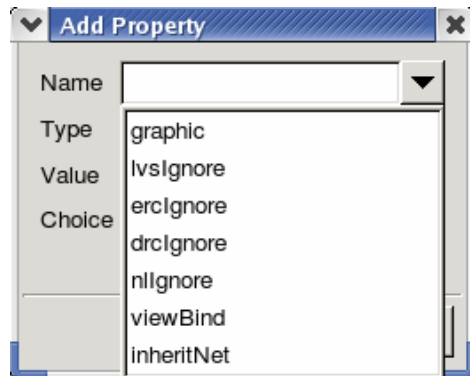 Add Property
Name
Type
Value
Choice
graphic
lvsIgnore
ercIgnore
drcIgnore
nlIgnore
viewBind
inheritNet